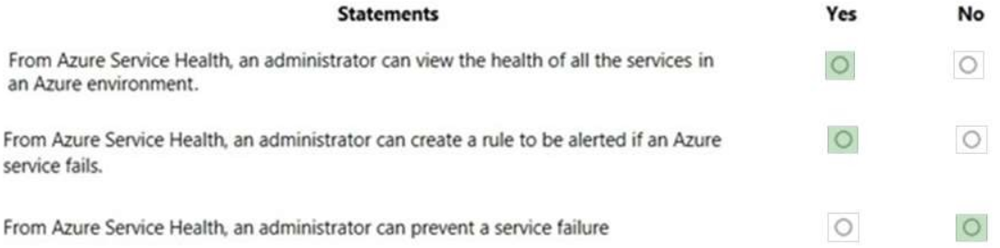 Statements Yes No
From Azure Service Health, an administrator can view the health of all the services in
an Azure environment.
From Azure Service Health, an administrator can create a rule to be alerted if an Azure
service fails.
From Azure Service Health, an administrator can prevent a service failure